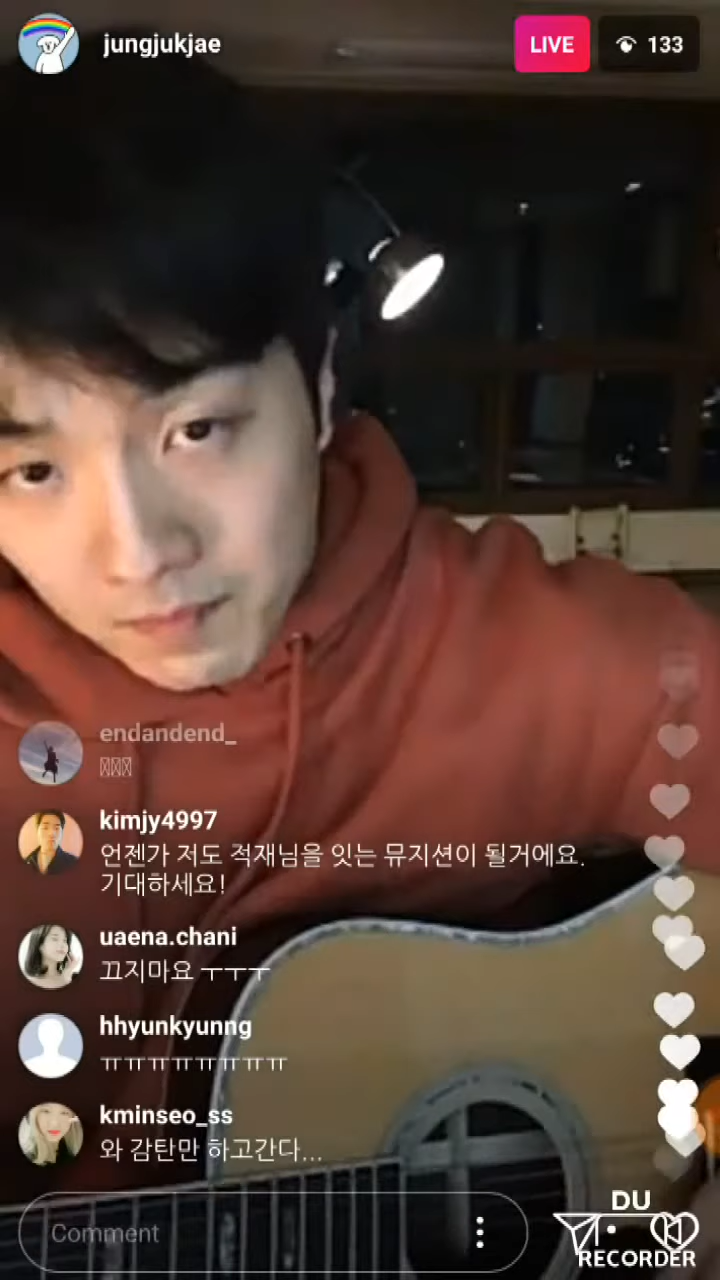 jungjukjae
LIVE
133
endandend_
kimjy4997
언젠가 저도 적재님을 잇는 뮤지션이 될거에요.
기대하세요!
uaena.chani
끄지마요 ㅜㅜㅜ
hhyunkyunng
ㅠㅠㅠㅠㅠㅠㅠㅠ
kminseo_ss
와 감탄만 하고간다...
Comment
DU
RECORDER